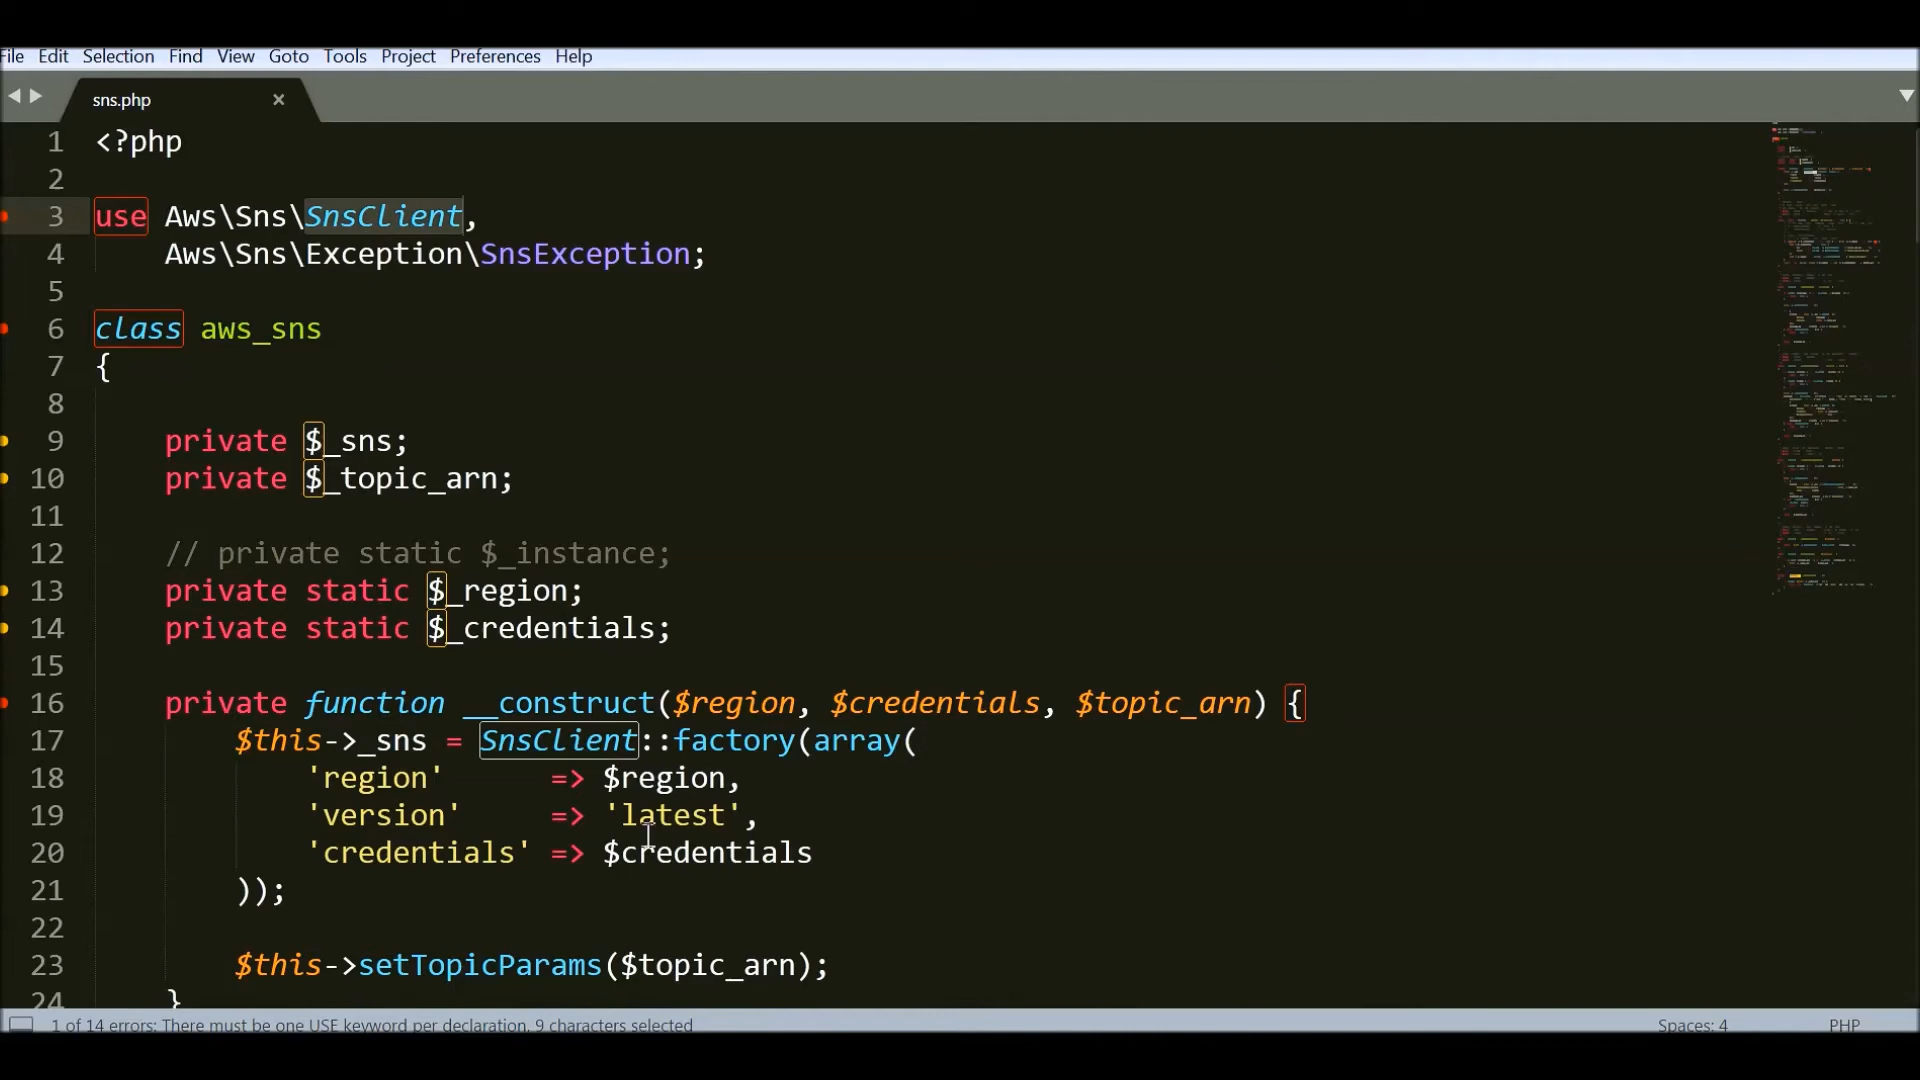 File Edit Selection Find View Goto Tools Project Preferences Help
sns.php ×
1 <?php
2
3 use Aws\Sns\SnsClient,
4 Aws\Sns\Exception\SnsException;
5
6 class aws_sns
7 {
8
9 private $_sns;
10 private $_topic_arn;
11
12 // private static $_instance;
13 private static $_region;
14 private static $_credentials;
15
16 private function __construct($region, $credentials, $topic_arn) {
17 $this->_sns = SnsClient::factory(array(
18 'region' => $region,
19 'version' => 'latest',
20 'credentials' => $credentials
21 ));
22
23 $this->setTopicParams($topic_arn);
24 }
1 of 14 errors: There must be one USE keyword per declaration, 9 characters selected Spaces: 4 PHP